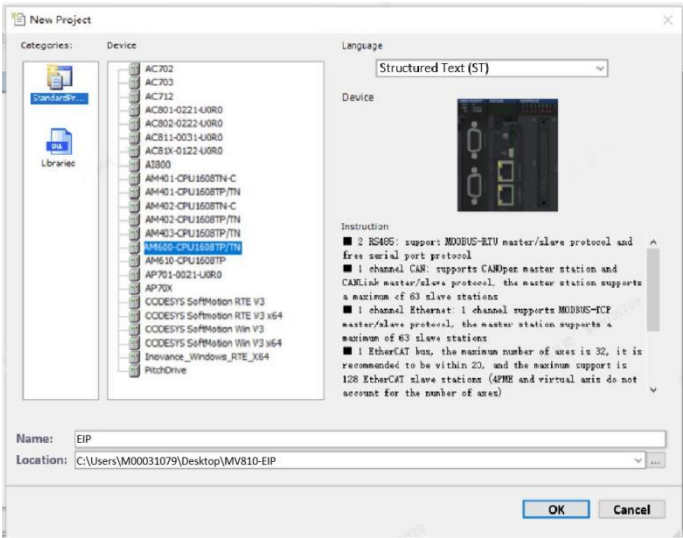 New Project
Categories:
Device
Language
StandardPr...
Libraries
AC702
AC703
AC712
AC801-0221-U0R0
AC802-0222-U0R0
AC811-0031-U0R0
AC81X-0122-U0R0
AI800
AM401-CPU1608TN-C
AM401-CPU1608TP/TN
AM402-CPU1608TN-C
AM402-CPU1608TP/TN
AM403-CPU1608TP/TN
AM600-CPU1608TP/TN
AM610-CPU1608TP
AP701-0021-U0R0
AP70X
CODESYS SoftMotion RTE V3
CODESYS SoftMotion RTE V3 x64
CODESYS SoftMotion Win V3
CODESYS SoftMotion Win V3 x64
Inovance_Windows_RTE_X64
PitchDrive
Structured Text (ST)
Device
Instruction
■ 2 RS485: support MODBUS-RTU master/slave protocol and
free serial port protocol
■ 1 channel CAN: supports CANOpen master station and
CANLink master/slave protocol, the master station supports
a maximum of 63 slave stations
■ 1 channel Ethernet: 1 channel supports MODBUS-TCP
master/slave protocol, the master station supports a
maximum of 63 slave stations
■ 1 EtherCAT bus, the maximum number of axes is 32, it is
recommended to be within 20, and the maximum support is
128 EtherCAT slave stations (4PME and virtual axis do not
account for the number of axes)
Name: EIP
Location: C:\Users\M00031079\Desktop\MV810-EIP
...
OK
Cancel